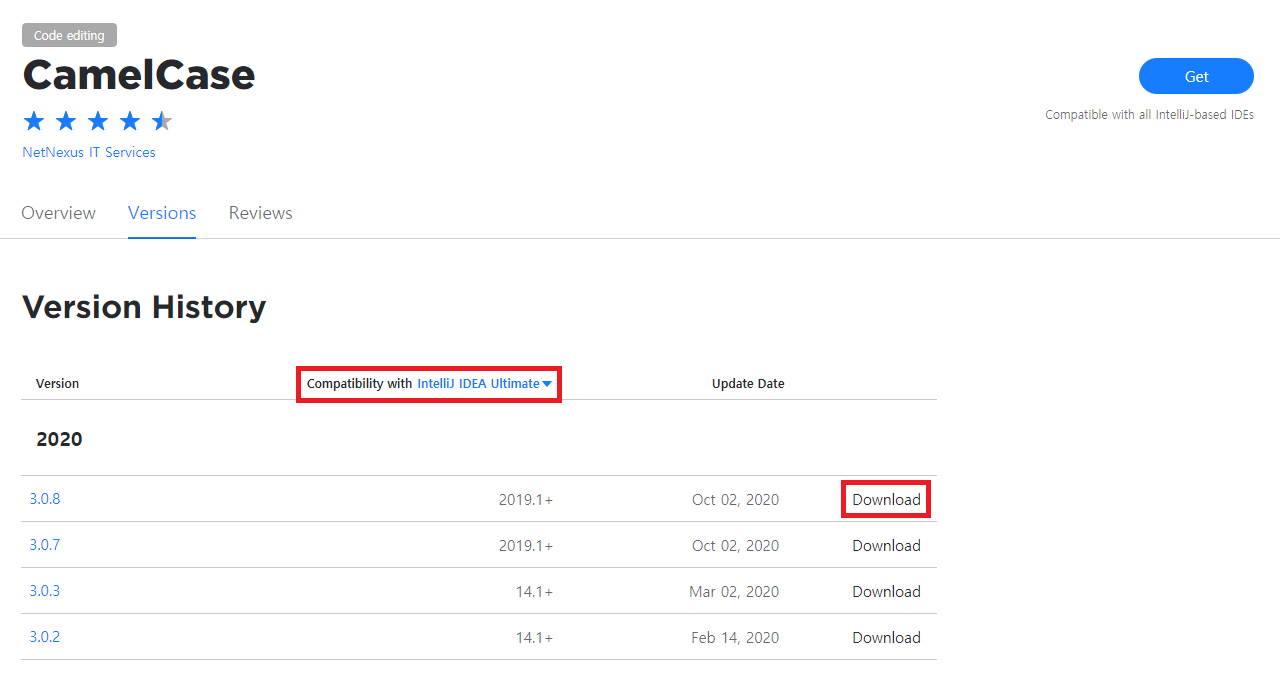 Code editing
CamelCase
Get
Compatible with all IntelliJ-based IDEs
NetNexus IT Services
Overview Versions Reviews
Version History
Version Compatibility with IntelliJ IDEA Ultimate Update Date
2020
3.0.8 2019.1+ Oct 02, 2020 Download
3.0.7 2019.1+ Oct 02, 2020 Download
3.0.3 14.1+ Mar 02, 2020 Download
3.0.2 14.1+ Feb 14, 2020 Download